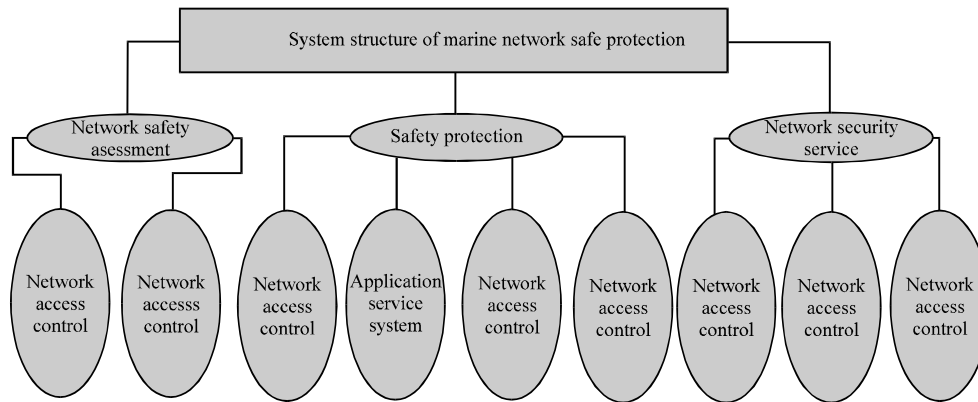 System structure of marine network safe protection
Network safety
asessment
Safety protection
Network security
service
Network
access
control
Network
accesss
control
Network
access
control
Application
service
system
Network
access
control
Network
access
control
Network
access
control
Network
access
control
Network
access
control